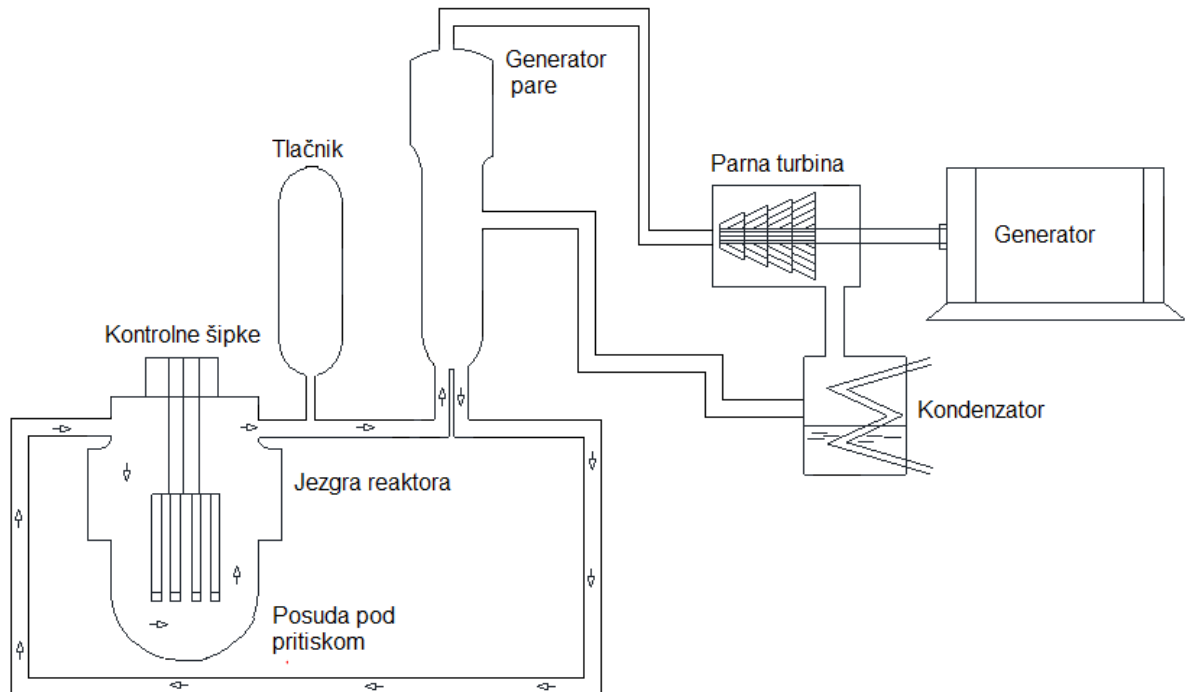 Generator
pare
Tlačnik
Parna turbina
Generator
Kontrolne šipke
Kondenzator
Jezgra reaktora
Posuda pod
pritiskom